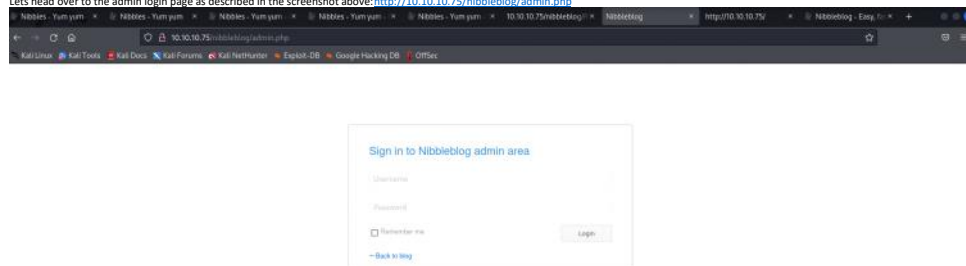 Lets head over to the admin login page as described in the screenshot above:http://10.10.10.75/nibbleblog/admin.php
Nibbles - Yum yum × Nibbles - Yum yum × Nibbles - Yum yum × Nibbles - Yum yum × Nibbles - Yum yum × 10.10.10.75/nibbleblog/ × Nibbleblog × http://10.10.10.75/ × Nibbleblog - Easy, × +
10.10.10.75/nibbleblog/admin.php
Kali Linux Kali Tools Kali Docs Kali Forums Kali NetHunter Exploit-DB Google Hacking DB OffSec
Sign in to Nibbleblog admin area
Username
Password
Remember me
Login
← Back to blog